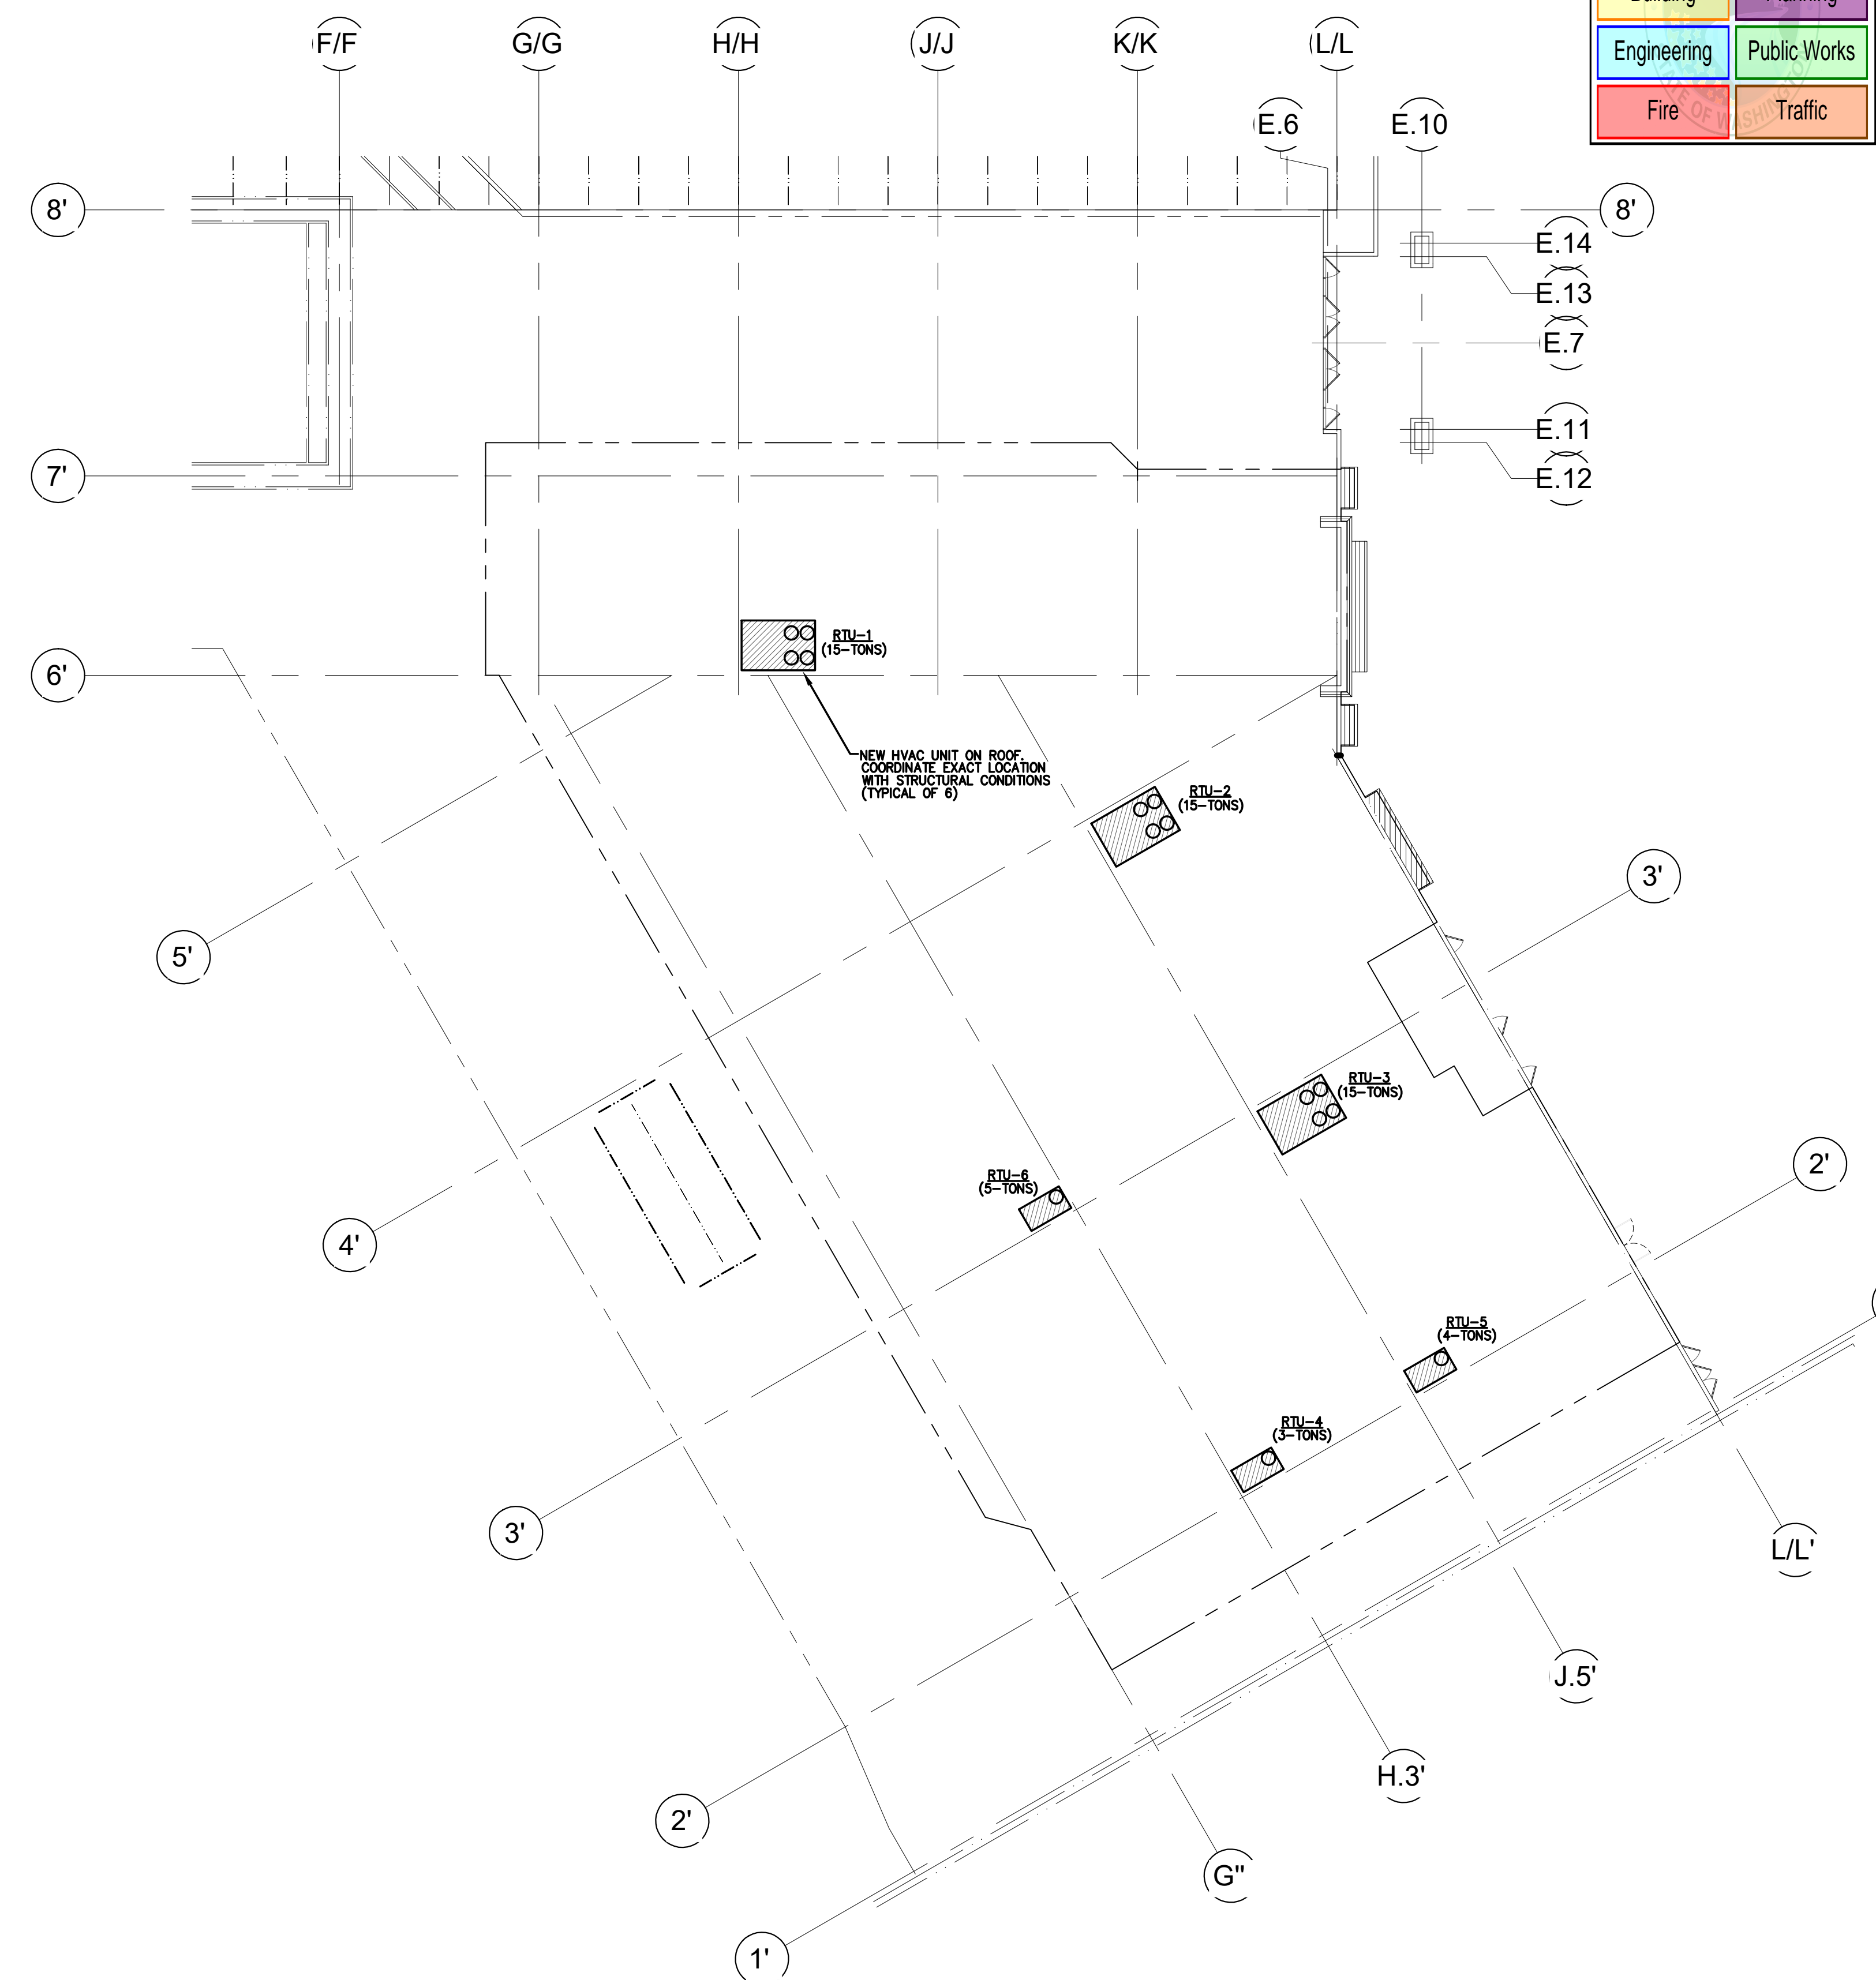 Planning
Engineering
Public Works
Fire
Traffic
F/F
G/G
H/H
J/J
K/K
L/L
E.6
E.10
8'
8'
E.14
E.13
E.7
E.11
E.12
7'
6'
RTU-1
(15-TONS)
NEW HVAC UNIT ON ROOF.
COORDINATE EXACT LOCATION
WITH STRUCTURAL CONDITIONS
(TYPICAL OF 6)
RTU-2
(15-TONS)
3'
5'
RTU-3
(15-TONS)
RTU-6
(5-TONS)
2'
4'
RTU-5
(4-TONS)
RTU-4
(3-TONS)
3'
L/L'
J.5'
H.3'
2'
G"
1'